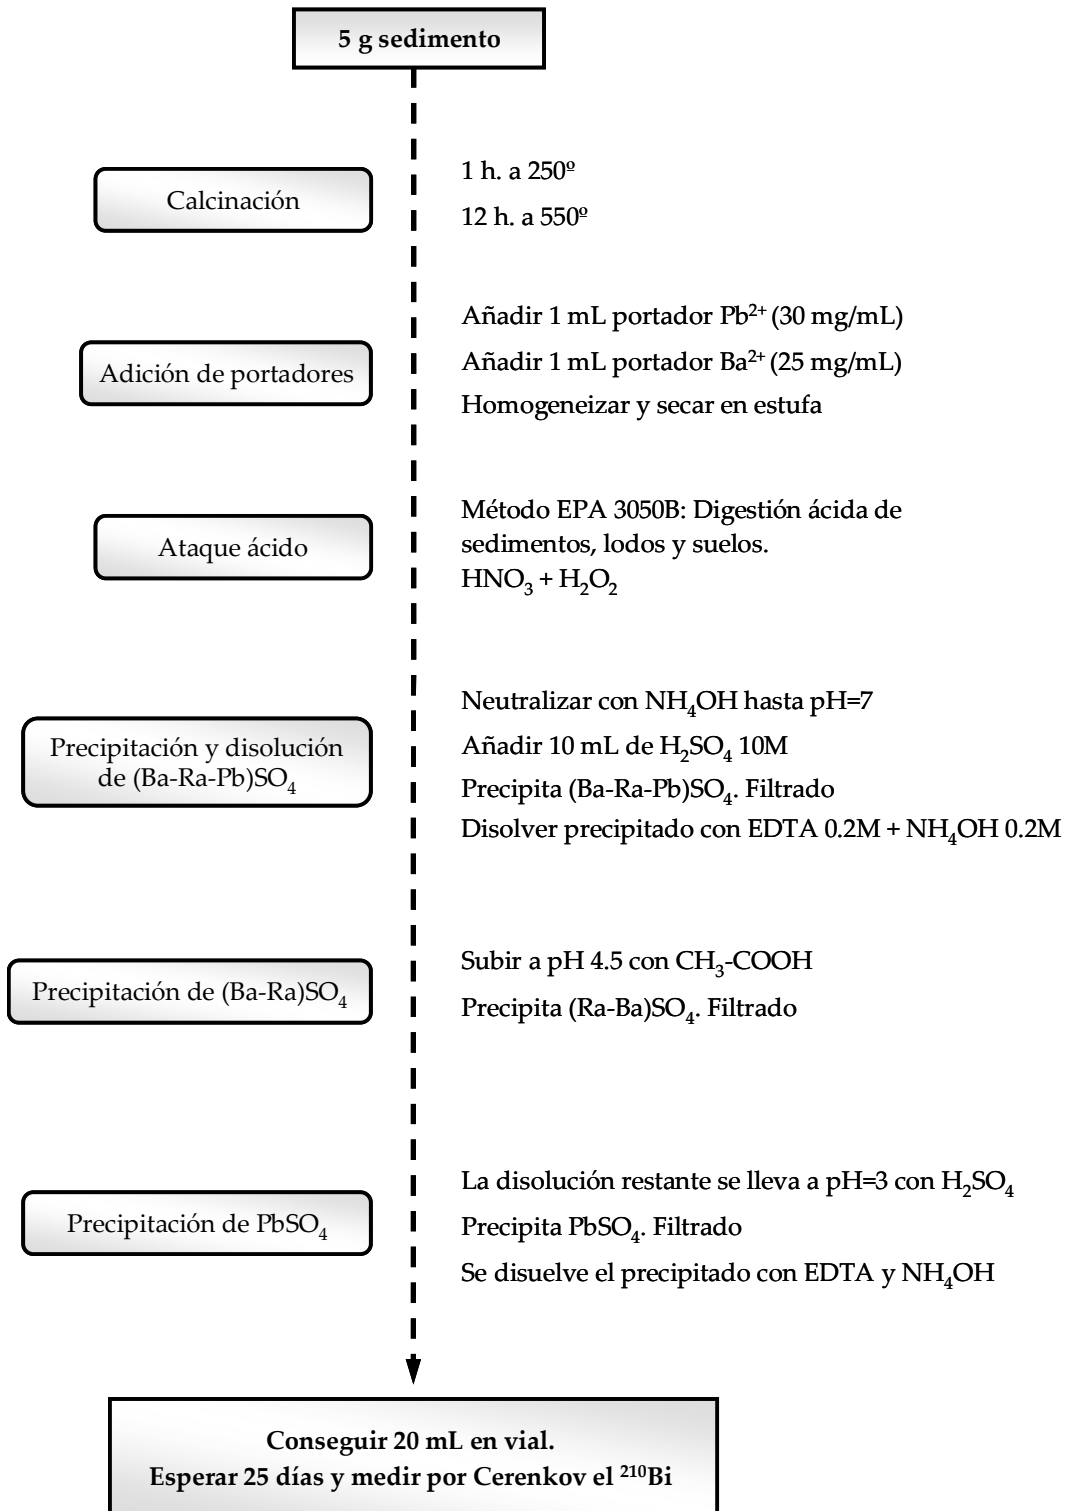 5 g sedimento
Calcinación
1 h. a 250º
12 h. a 550º
Adición de portadores
Añadir 1 mL portador Pb²⁺ (30 mg/mL)
Añadir 1 mL portador Ba²⁺ (25 mg/mL)
Homogeneizar y secar en estufa
Ataque ácido
Método EPA 3050B: Digestión ácida de
sedimentos, lodos y suelos.
HNO₃ + H₂O₂
Precipitación y disolución
de (Ba-Ra-Pb)SO₄
Neutralizar con NH₄OH hasta pH=7
Añadir 10 mL de H₂SO₄ 10M
Precipita (Ba-Ra-Pb)SO₄. Filtrado
Disolver precipitado con EDTA 0.2M + NH₄OH 0.2M
Precipitación de (Ba-Ra)SO₄
Subir a pH 4.5 con CH₃-COOH
Precipita (Ra-Ba)SO₄. Filtrado
Precipitación de PbSO₄
La disolución restante se lleva a pH=3 con H₂SO₄
Precipita PbSO₄. Filtrado
Se disuelve el precipitado con EDTA y NH₄OH
Conseguir 20 mL en vial.
Esperar 25 días y medir por Cerenkov el ²¹⁰Bi